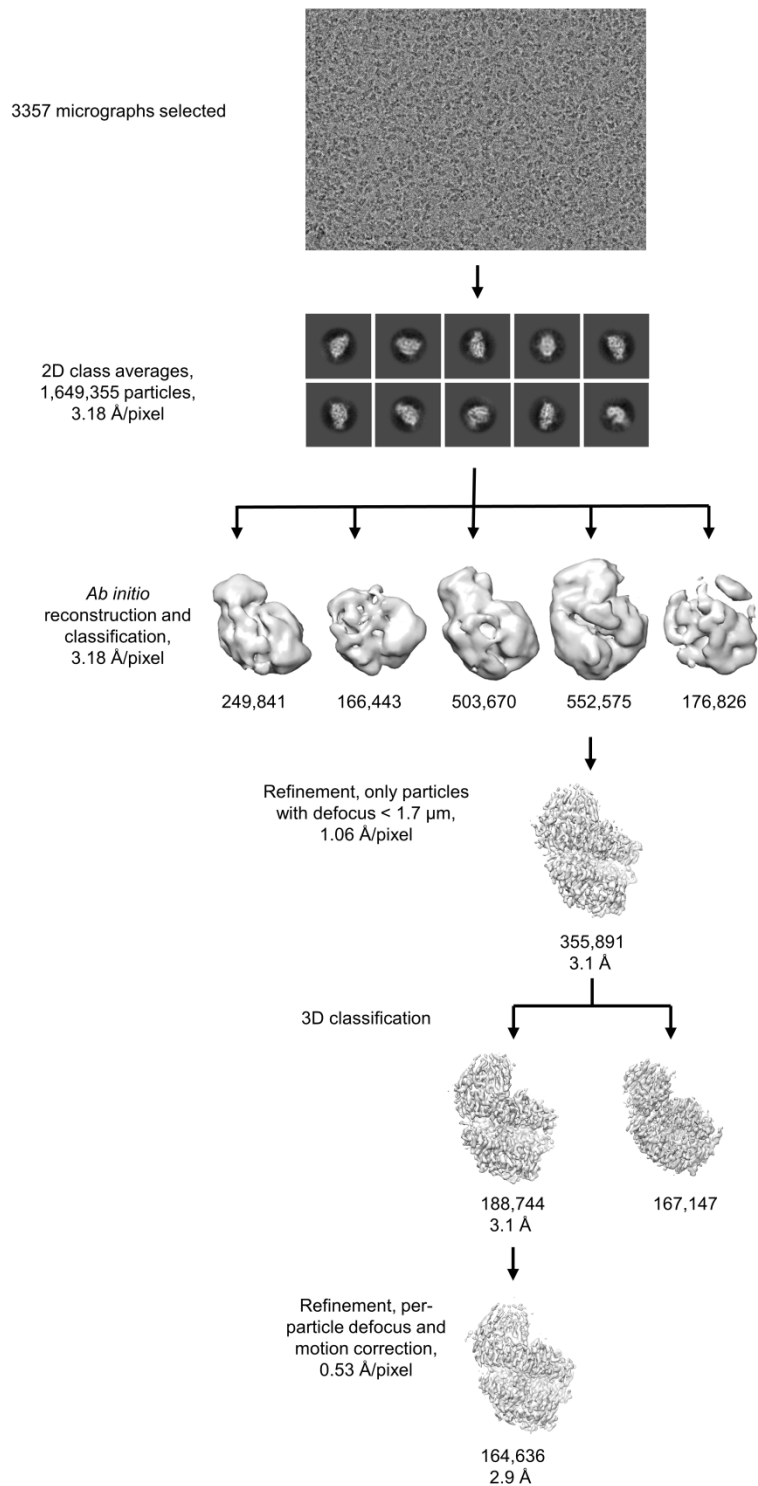 3357 micrographs selected
2D class averages,
1,649,355 particles,
3.18 Å/pixel
Ab initio
reconstruction and
classification,
3.18 Å/pixel
249,841
166,443
503,670
552,575
176,826
Refinement, only particles
with defocus < 1.7 μm,
1.06 Å/pixel
355,891
3.1 Å
3D classification
188,744
3.1 Å
167,147
Refinement, per-
particle defocus and
motion correction,
0.53 Å/pixel
164,636
2.9 Å